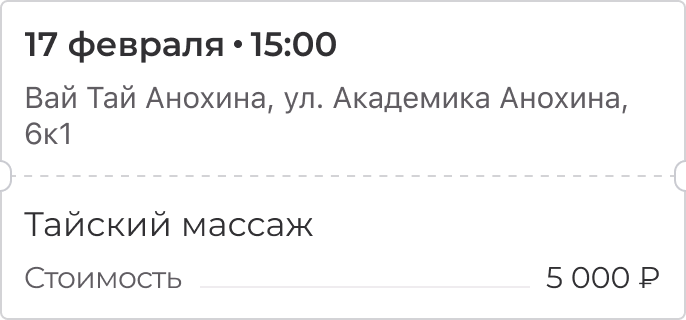 17 февраля • 15:00
Вай Тай Анохина, ул. Академика Анохина,
6к1
Тайский массаж
Стоимость 5 000 ₽